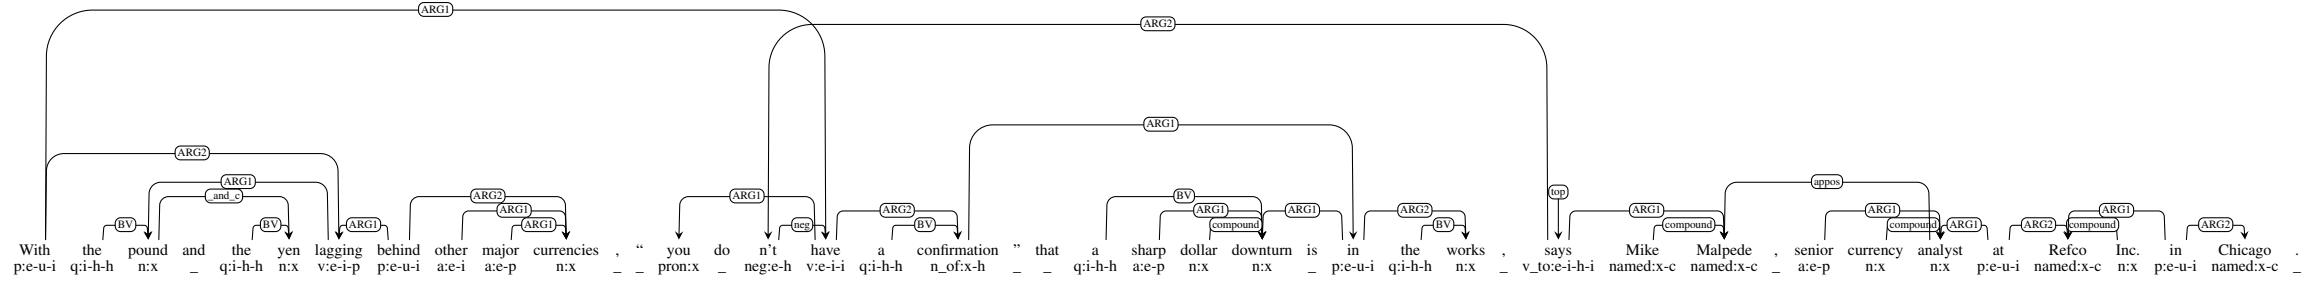 ARG1
ARG2
ARG1
ARG2
top
ARG1 appos
_and_c ARG2 ARG1 BV
BV BV ARG1 ARG1 ARG1 neg ARG2 BV ARG1 compound ARG1 ARG2 BV ARG1 compound ARG1 compound ARG1 ARG2 ARG1 compound ARG2
With the pound and the yen lagging behind other major currencies , “ you do n't have a confirmation ” that a sharp dollar downturn is in the works , says Mike Malpede , senior currency analyst at Refco Inc. in Chicago .
p:e-u-i q:i-h-h n:x _ q:i-h-h n:x v:e-i-p p:e-u-i a:e-i a:e-p n:x _ _ pron:x _ neg:e-h v:e-i-i q:i-h-h n_of:x-h _ _ q:i-h-h a:e-p n:x n:x _ p:e-u-i q:i-h-h n:x _ v_to:e-i-h-i named:x-c named:x-c _ a:e-p n:x n:x p:e-u-i named:x-c n:x p:e-u-i named:x-c _